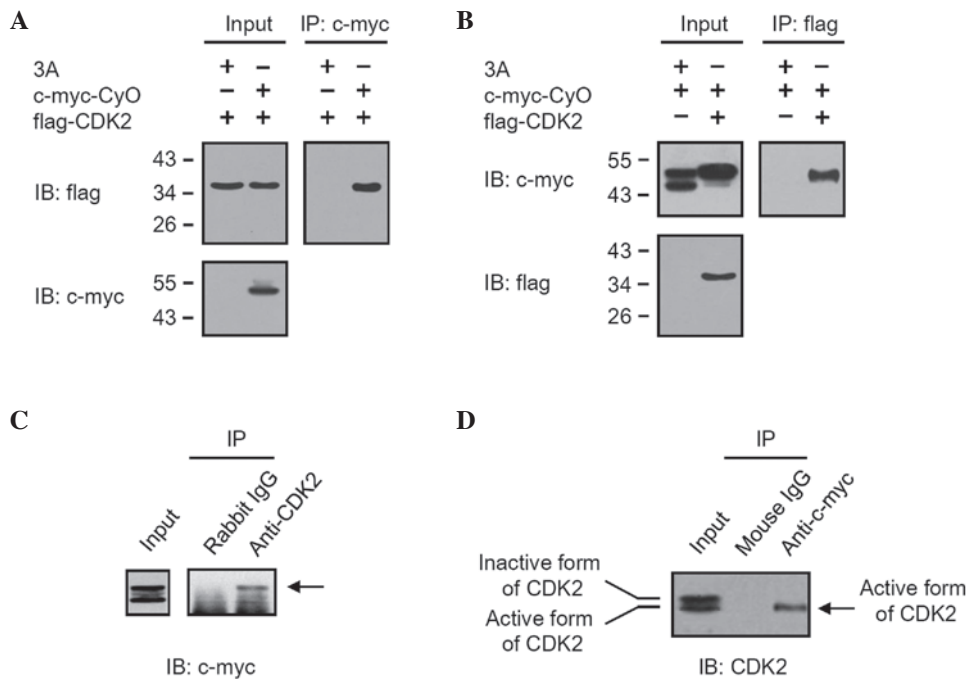 A
Input IP: c-myc
3A + – + –
c-myc-CyO – + – +
flag-CDK2 + + + +
IB: flag
43
34
26
IB: c-myc
55
43
B
Input IP: flag
3A + – + –
c-myc-CyO + + + +
flag-CDK2 – + – +
IB: c-myc
55
43
IB: flag
43
34
26
C
IP
Input
Rabbit IgG
Anti-CDK2
IB: c-myc
D
IP
Input
Mouse IgG
Anti-c-myc
Inactive form
of CDK2
Active form
of CDK2
Active form
of CDK2
IB: CDK2